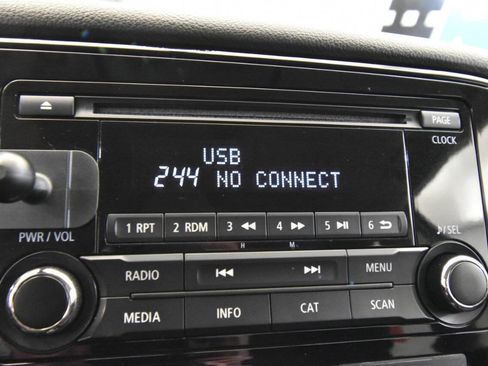 PAGE
CLOCK
USB
244 NO CONNECT
1 RPT 2 RDM 3 ◀◀ 4 ▶▶ 5 ▶II 6 ⮌
H M
PWR / VOL
♪/SEL
RADIO |◀◀ ▶▶| MENU
MEDIA INFO CAT SCAN